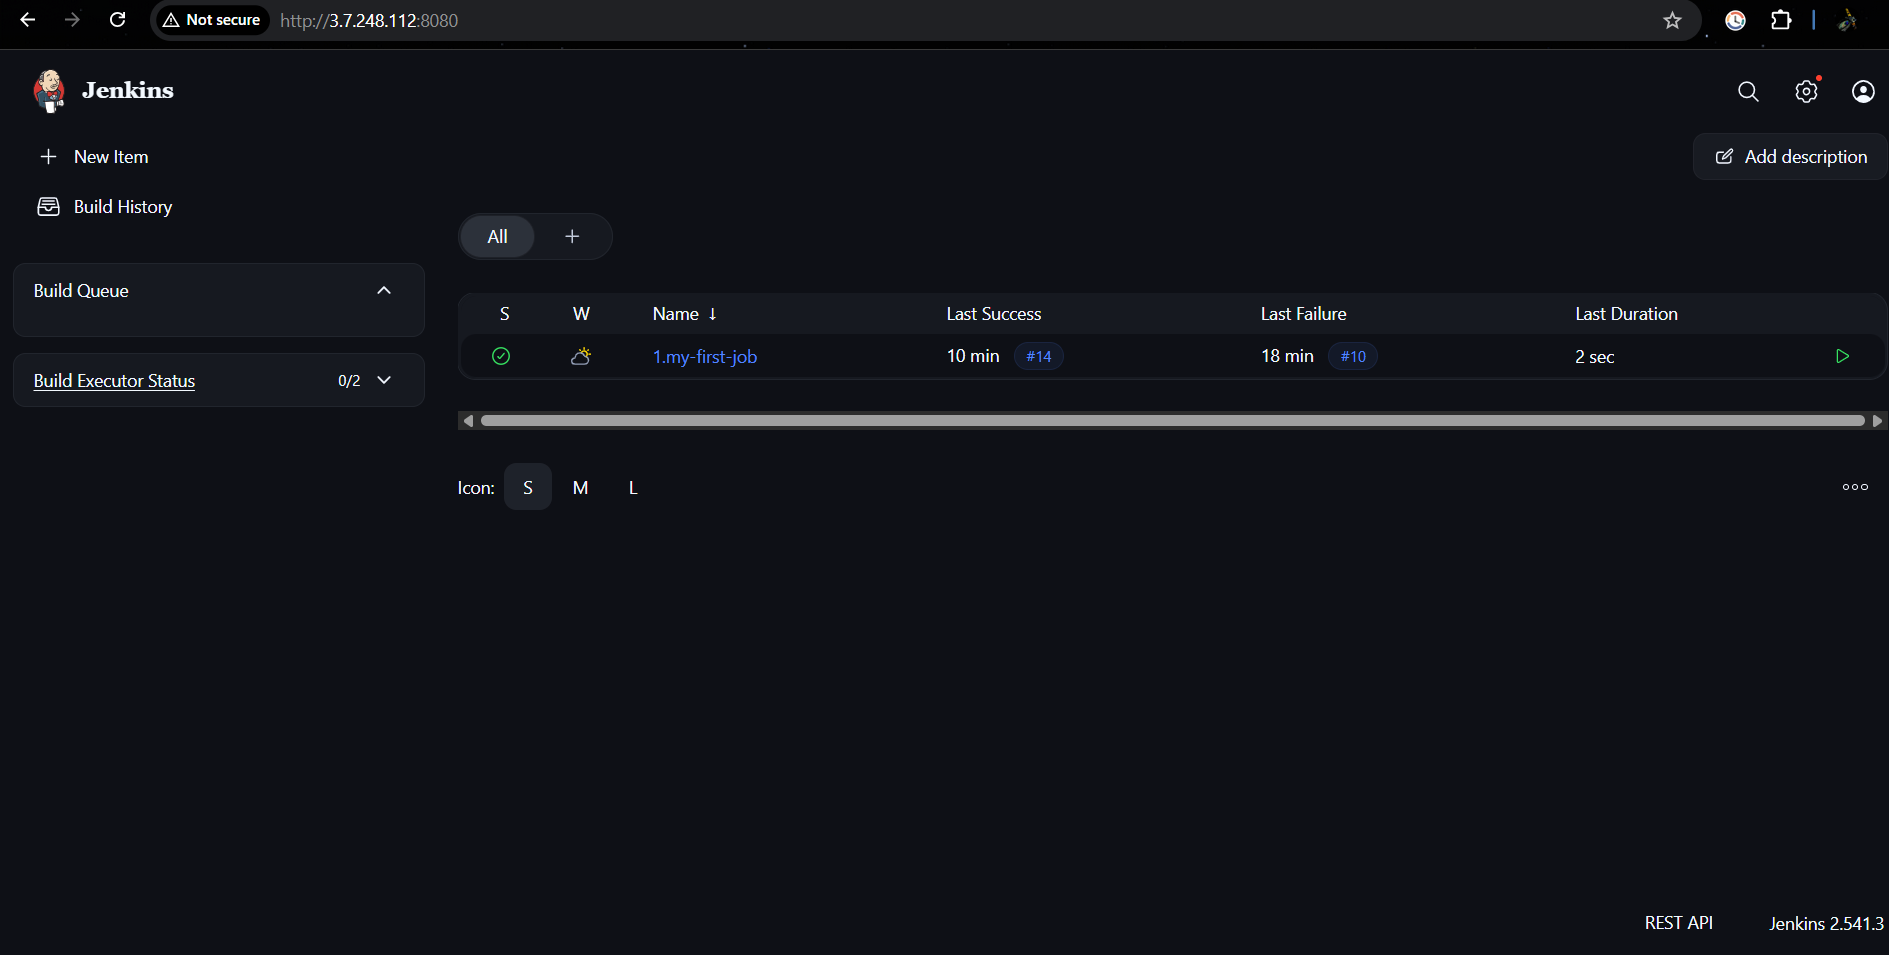 Not secure http://3.7.248.112:8080
Jenkins
New Item
Build History
Build Queue
Build Executor Status 0/2
Add description
All +
S W Name ↓ Last Success Last Failure Last Duration
1.my-first-job 10 min #14 18 min #10 2 sec
Icon: S M L
REST API Jenkins 2.541.3